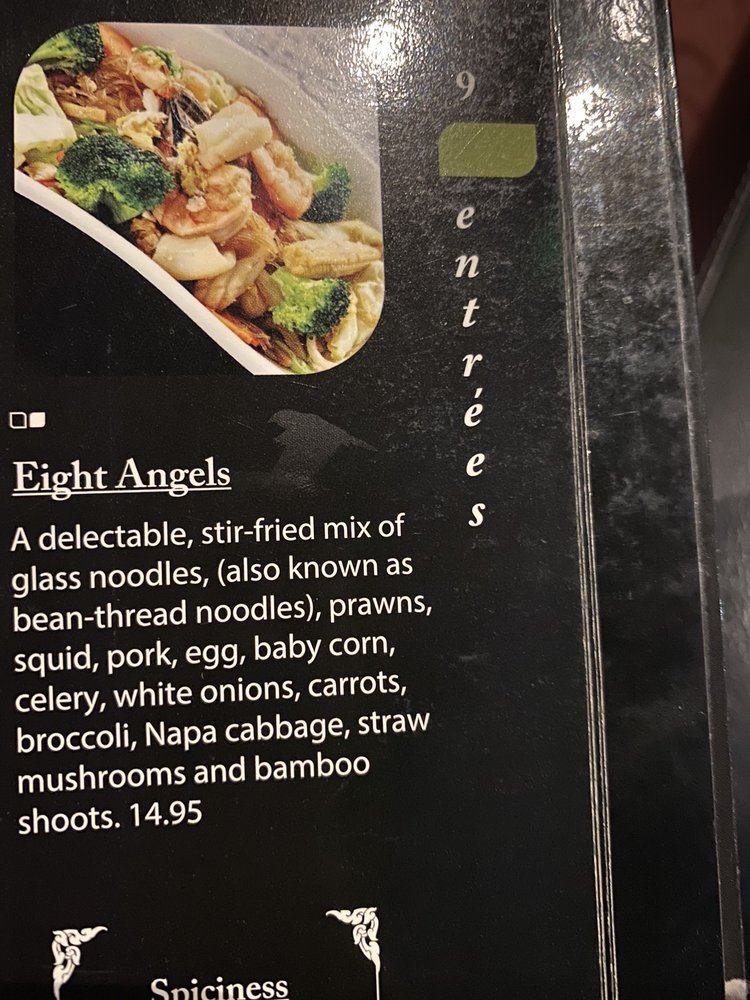 9
entrées
Eight Angels
A delectable, stir-fried mix of
glass noodles, (also known as
bean-thread noodles), prawns,
squid, pork, egg, baby corn,
celery, white onions, carrots,
broccoli, Napa cabbage, straw
mushrooms and bamboo
shoots. 14.95
Spiciness